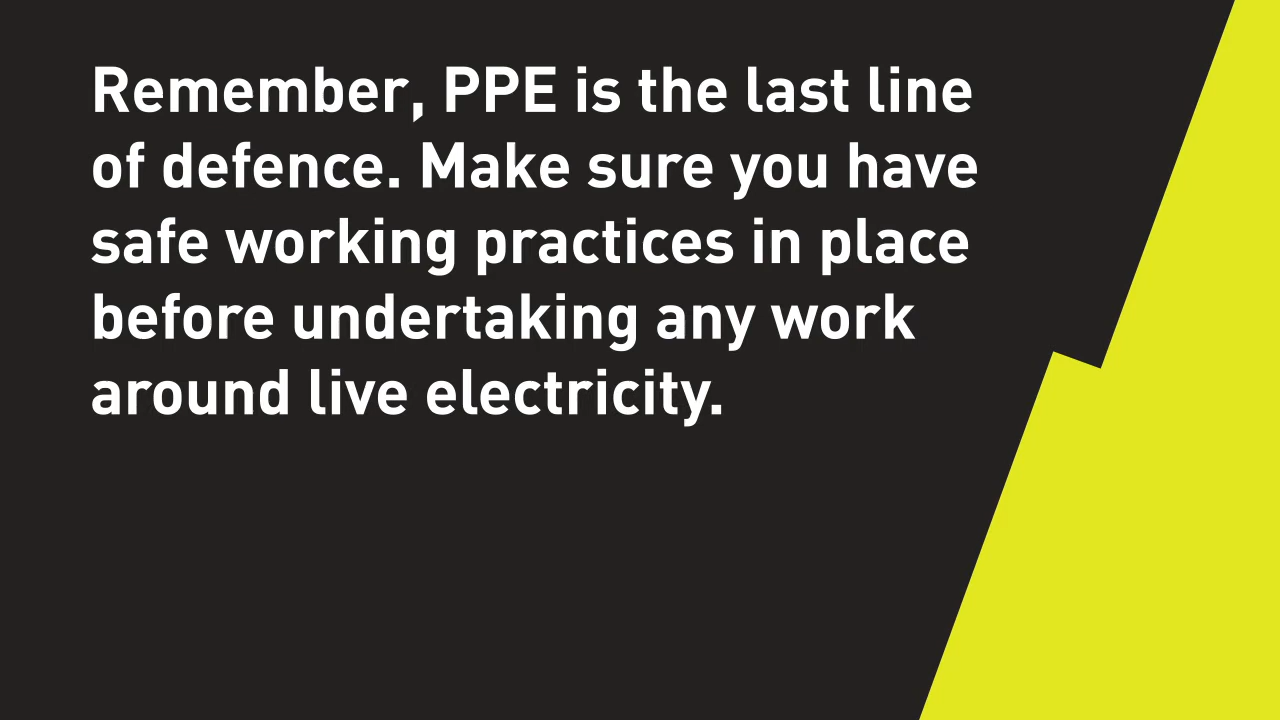 Remember, PPE is the last line
of defence. Make sure you have
safe working practices in place
before undertaking any work
around live electricity.